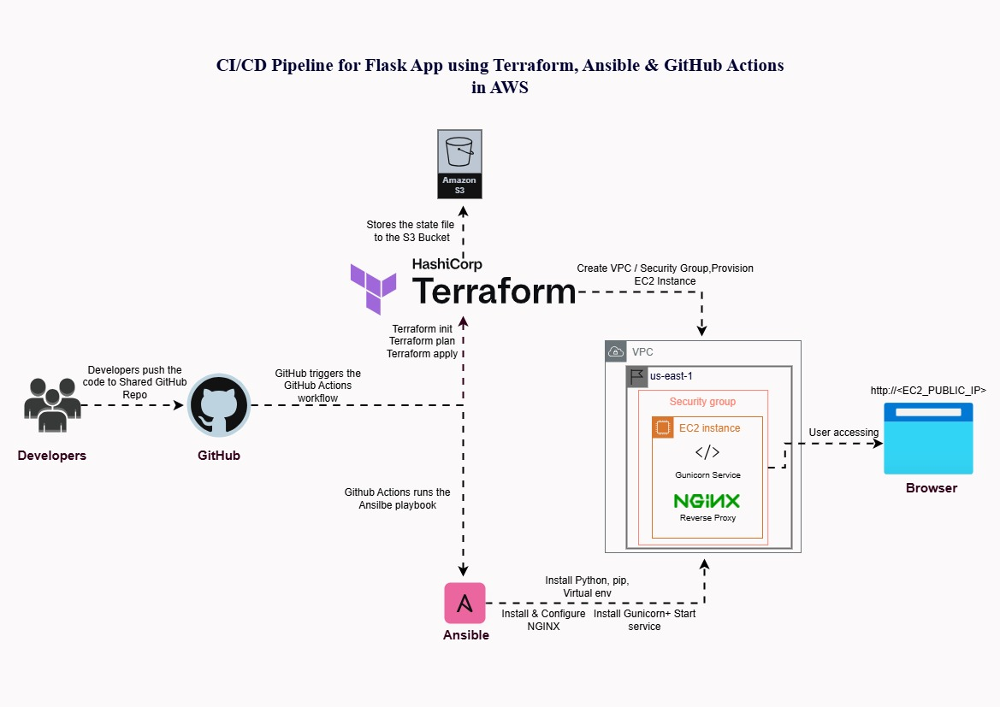 CI/CD Pipeline for Flask App using Terraform, Ansible & GitHub Actions
in AWS
Amazon
S3
Stores the state file
to the S3 Bucket
HashiCorp
Terraform
Create VPC / Security Group,Provision
EC2 Instance
Terraform init
Terraform plan
Terraform apply
Developers push the
code to Shared GitHub
Repo
GitHub triggers the
GitHub Actions
workflow
Developers
GitHub
VPC
us-east-1
Security group
EC2 instance
</>
Gunicorn Service
NGINX
Reverse Proxy
http://<EC2_PUBLIC_IP>
User accessing
Browser
Github Actions runs the
Ansilbe playbook
Ansible
Install Python, pip,
Virtual env
Install & Configure
NGINX
Install Gunicorn+ Start
service